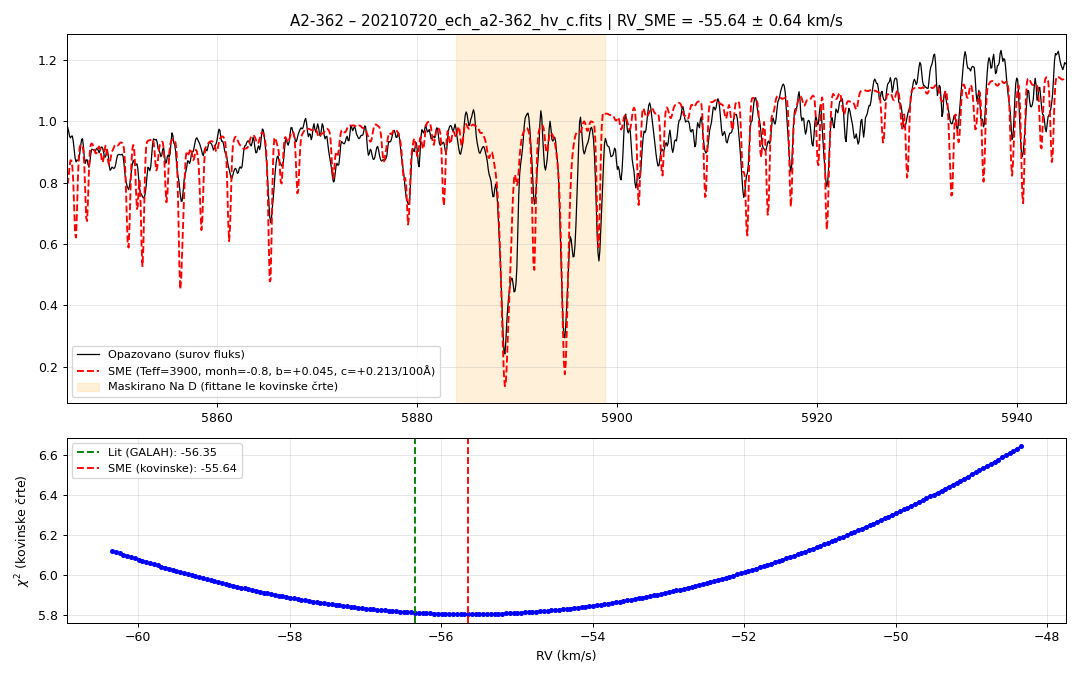 A2-362 – 20210720_ech_a2-362_hv_c.fits | RV_SME = -55.64 ± 0.64 km/s
1.2
1.0
0.8
0.6
0.4
0.2
Opazovano (surov fluks)
SME (Teff=3900, monh=-0.8, b=+0.045, c=+0.213/100Å)
Maskirano Na D (fittane le kovinske črte)
5860 5880 5900 5920 5940
6.6
6.4
6.2
6.0
5.8
χ² (kovinske črte)
Lit (GALAH): -56.35
SME (kovinske): -55.64
−60 −58 −56 −54 −52 −50 −48
RV (km/s)